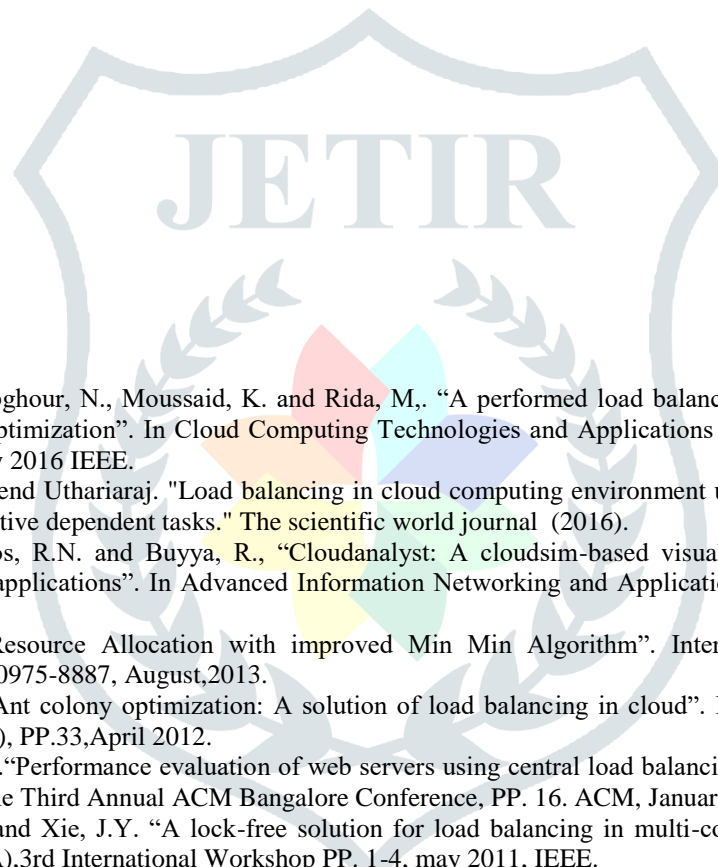 JETIR
oghour, N., Moussaid, K. and Rida, M,. “A performed load balanc
ptimization”. In Cloud Computing Technologies and Applications
2016 IEEE.
end Uthariaraj. "Load balancing in cloud computing environment u
tive dependent tasks." The scientific world journal (2016).
os, R.N. and Buyya, R., “Cloudanalyst: A cloudsim-based visual
applications”. In Advanced Information Networking and Applicatio
Resource Allocation with improved Min Min Algorithm”. Inter
0975-8887, August,2013.
Ant colony optimization: A solution of load balancing in cloud”. I
), PP.33,April 2012.
.“Performance evaluation of web servers using central load balanci
e Third Annual ACM Bangalore Conference, PP. 16. ACM, Januar
and Xie, J.Y. “A lock-free solution for load balancing in multi-co
A).3rd International Workshop PP. 1-4, may 2011, IEEE.